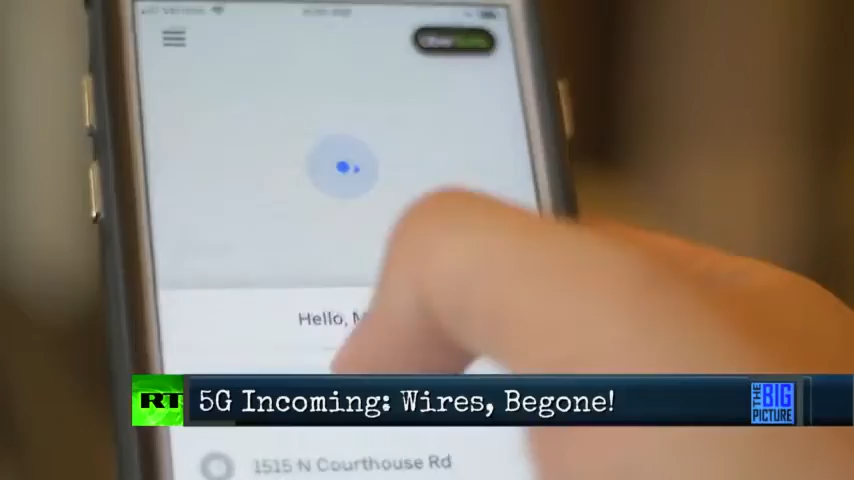 Hello,
RT
5G Incoming: Wires, Begone!
THE
BIG
PICTURE
1515 N Courthouse Rd